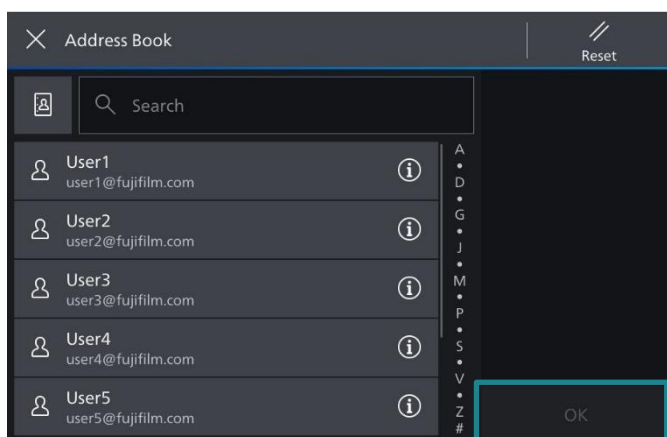 Address Book
Reset
Search
User1
user1@fujifilm.com
User2
user2@fujifilm.com
User3
user3@fujifilm.com
User4
user4@fujifilm.com
User5
user5@fujifilm.com
A
•
D
•
G
•
J
•
M
•
P
•
S
•
V
•
Z
#
OK